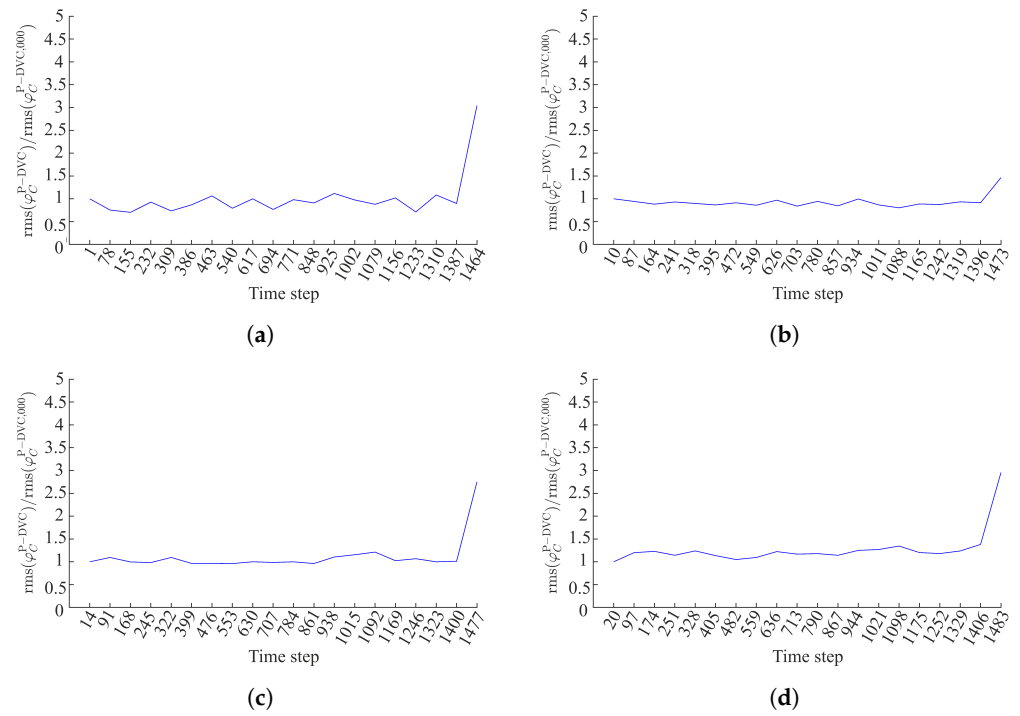 5
4.5
4
3.5
3
2.5
2
1.5
1
0.5
0
rms(φ_C^{P−DVC})/rms(φ_C^{P−DVC,000})
1 78 155 232 309 386 463 540 617 694 771 848 925 1002 1079 1156 1233 1310 1387 1464
Time step
(a)
5
4.5
4
3.5
3
2.5
2
1.5
1
0.5
0
rms(φ_C^{P−DVC})/rms(φ_C^{P−DVC,000})
10 87 164 241 318 395 472 549 626 703 780 857 934 1011 1088 1165 1242 1319 1396 1473
Time step
(b)
5
4.5
4
3.5
3
2.5
2
1.5
1
0.5
0
rms(φ_C^{P−DVC})/rms(φ_C^{P−DVC,000})
14 91 168 245 322 399 476 553 630 707 784 861 938 1015 1092 1169 1246 1323 1400 1477
Time step
(c)
5
4.5
4
3.5
3
2.5
2
1.5
1
0.5
0
rms(φ_C^{P−DVC})/rms(φ_C^{P−DVC,000})
20 97 174 251 328 405 482 559 636 713 790 867 944 1021 1098 1175 1252 1329 1406 1483
Time step
(d)